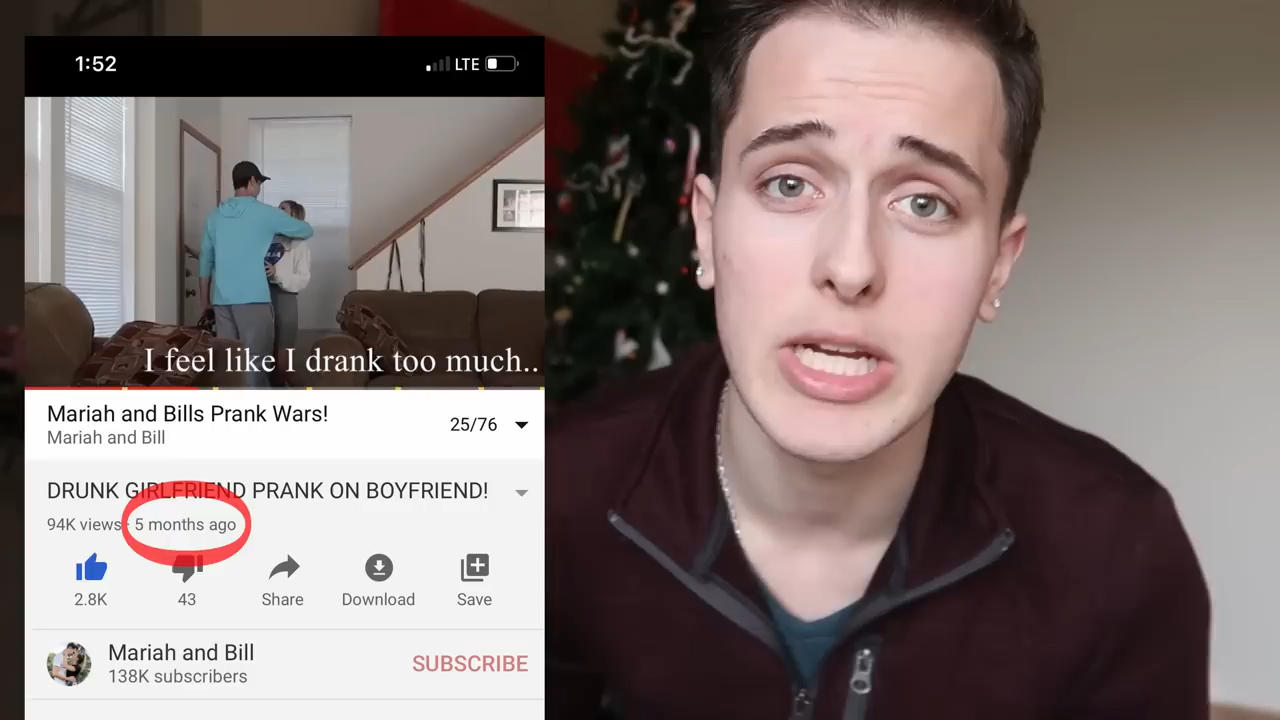 1:52
LTE
I feel like I drank too much..
Mariah and Bills Prank Wars!
Mariah and Bill
25/76
DRUNK GIRLFRIEND PRANK ON BOYFRIEND!
94K views · 5 months ago
2.8K
43
Share
Download
Save
Mariah and Bill
138K subscribers
SUBSCRIBE